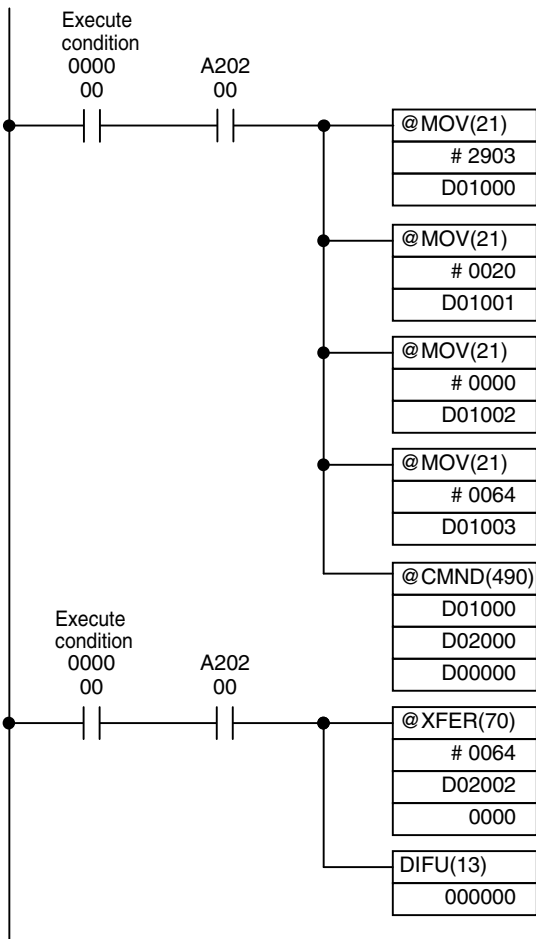 Execute
condition
0000
00
A202
00
@MOV(21)
# 2903
D01000
@MOV(21)
# 0020
D01001
@MOV(21)
# 0000
D01002
@MOV(21)
# 0064
D01003
@CMND(490)
D01000
D02000
D00000
Execute
condition
0000
00
A202
00
@XFER(70)
# 0064
D02002
0000
DIFU(13)
000000